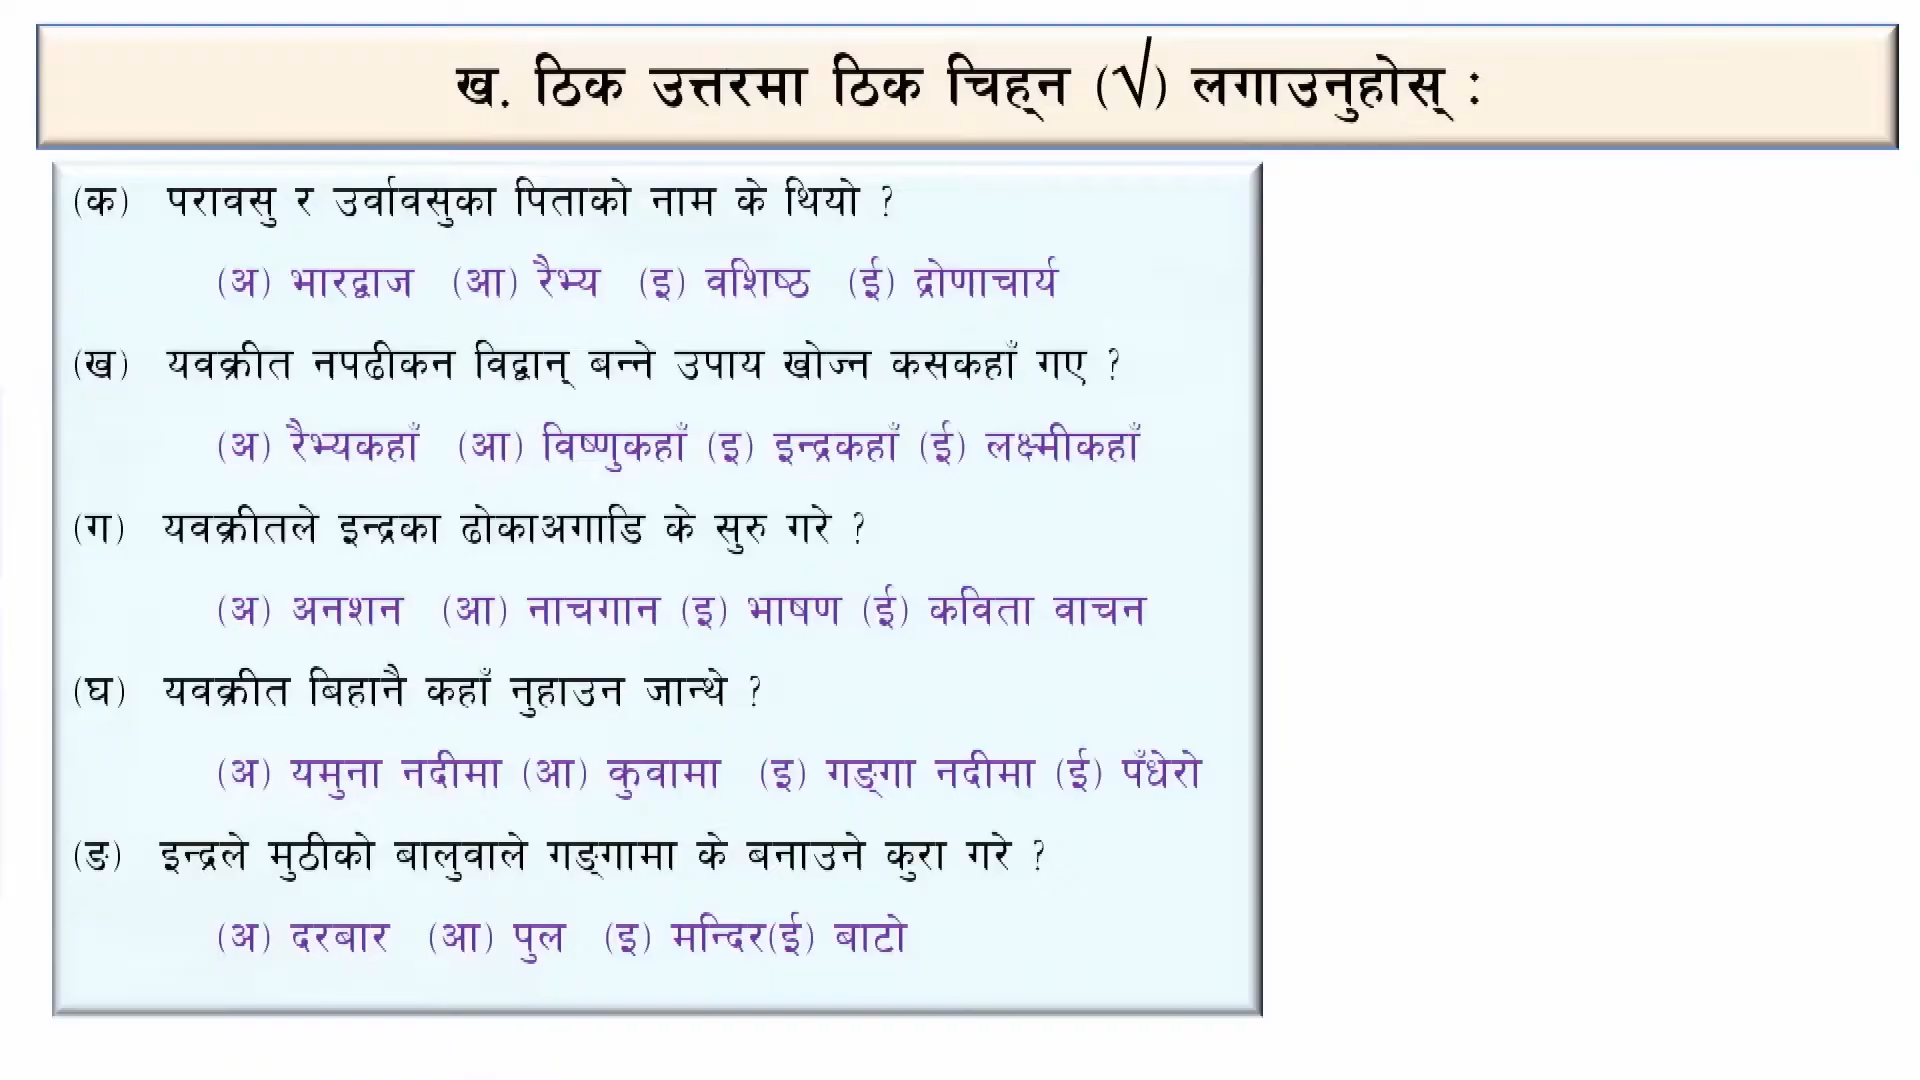 ख. ठिक उत्तरमा ठिक चिह्न (√) लगाउनुहोस् :
(क) परावसु र उर्वावसुका पिताको नाम के थियो ?
(अ) भारद्वाज (आ) रैभ्य (इ) वशिष्ठ (ई) द्रोणाचार्य
(ख) यवक्रीत नपढीकन विद्वान् बन्ने उपाय खोज्न कसकहाँ गए ?
(अ) रैभ्यकहाँ (आ) विष्णुकहाँ (इ) इन्द्रकहाँ (ई) लक्ष्मीकहाँ
(ग) यवक्रीतले इन्द्रका ढोकाअगाडि के सुरु गरे ?
(अ) अनशन (आ) नाचगान (इ) भाषण (ई) कविता वाचन
(घ) यवक्रीत बिहानै कहाँ नुहाउन जान्थे ?
(अ) यमुना नदीमा (आ) कुवामा (इ) गङ्गा नदीमा (ई) पँधेरो
(ङ) इन्द्रले मुठीको बालुवाले गङ्गामा के बनाउने कुरा गरे ?
(अ) दरबार (आ) पुल (इ) मन्दिर(ई) बाटो